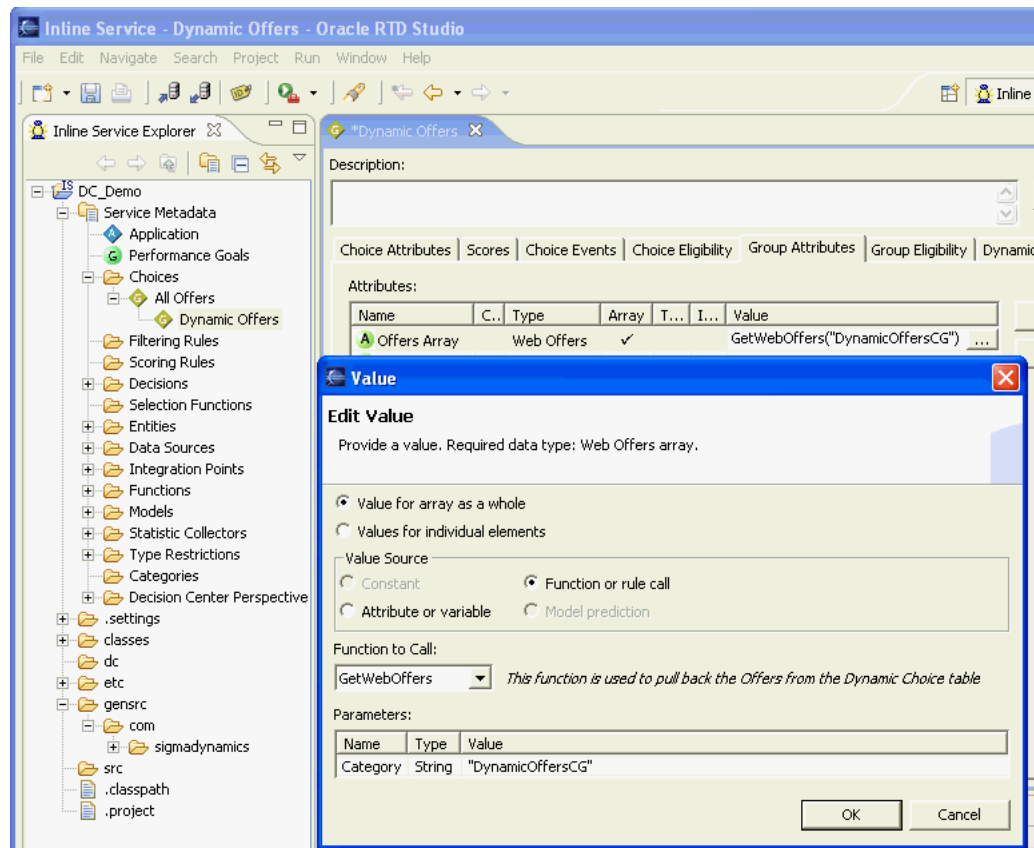 Inline Service - Dynamic Offers - Oracle RTD Studio
File Edit Navigate Search Project Run Window Help
Inline
Inline Service Explorer
*Dynamic Offers
IS
DC_Demo
Service Metadata
Application
Performance Goals
Choices
All Offers
Dynamic Offers
Filtering Rules
Scoring Rules
Decisions
Selection Functions
Entities
Data Sources
Integration Points
Functions
Models
Statistic Collectors
Type Restrictions
Categories
Decision Center Perspective
.settings
classes
dc
etc
gensrc
com
sigmadynamics
src
.classpath
.project
Description:
Choice Attributes Scores Choice Events Choice Eligibility Group Attributes Group Eligibility Dynamic
Attributes:
Name C.. Type Array T... I... Value
A Offers Array Web Offers ✓ GetWebOffers("DynamicOffersCG") ...
Value
Edit Value
Provide a value. Required data type: Web Offers array.
Value for array as a whole
Values for individual elements
Value Source
Constant Function or rule call
Attribute or variable Model prediction
Function to Call:
GetWebOffers This function is used to pull back the Offers from the Dynamic Choice table
Parameters:
Name Type Value
Category String "DynamicOffersCG"
OK Cancel